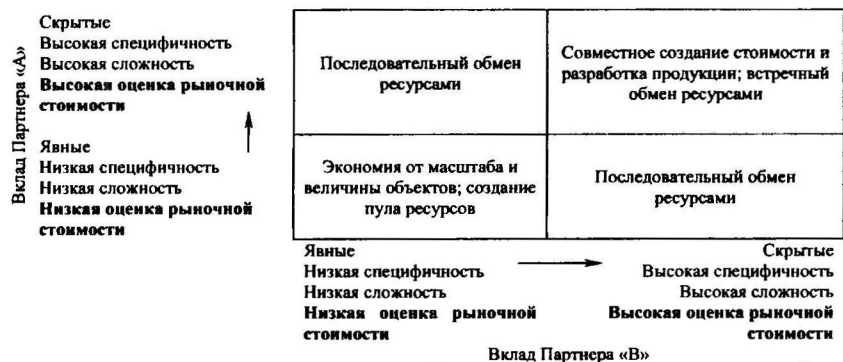 Вклад Партнера «А»
Скрытые
Высокая специфичность
Высокая сложность
Высокая оценка рыночной
стоимости
Явные
Низкая специфичность
Низкая сложность
Низкая оценка рыночной
стоимости
Последовательный обмен
ресурсами
Совместное создание стоимости и
разработка продукции; встречный
обмен ресурсами
Экономия от масштаба и
величины объектов; создание
пула ресурсов
Последовательный обмен
ресурсами
Явные
Низкая специфичность
Низкая сложность
Низкая оценка рыночной
стоимости
Скрытые
Высокая специфичность
Высокая сложность
Высокая оценка рыночной
стоимости
Вклад Партнера «В»